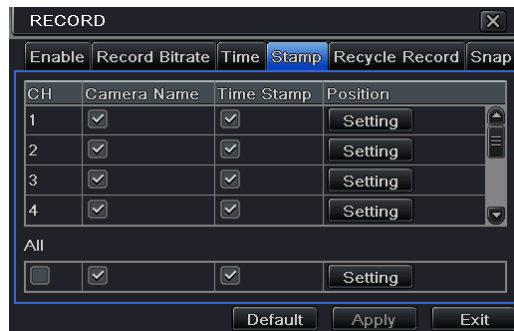 RECORD
Enable Record Bitrate Time Stamp Recycle Record Snap
CH Camera Name Time Stamp Position
1 Setting
2 Setting
3 Setting
4 Setting
All
Setting
Default Apply Exit